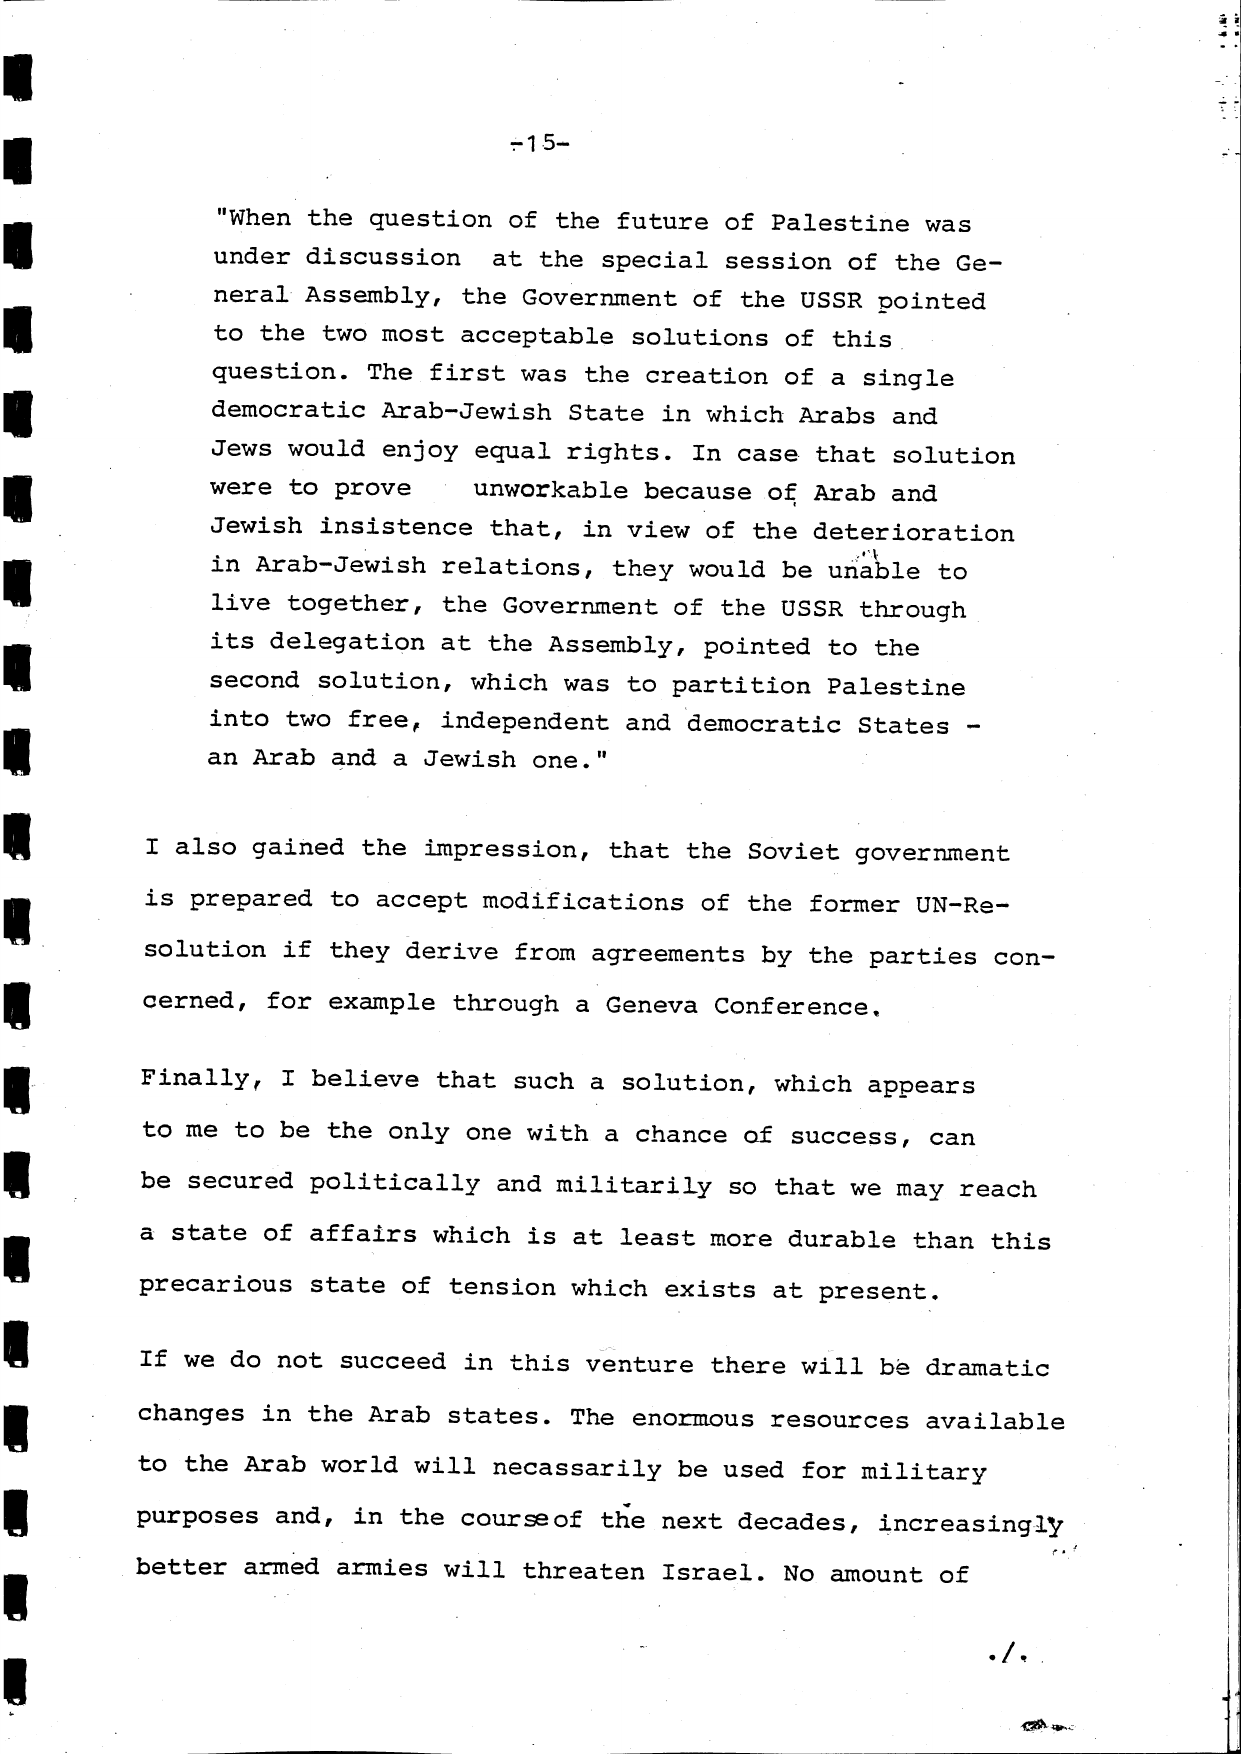 -15-
"When the question of the future of Palestine was
under discussion at the special session of the Ge-
neral Assembly, the Government of the USSR pointed
to the two most acceptable solutions of this
question. The first was the creation of a single
democratic Arab-Jewish State in which Arabs and
Jews would enjoy equal rights. In case that solution
were to prove unworkable because of Arab and
Jewish insistence that, in view of the deterioration
in Arab-Jewish relations, they would be unable to
live together, the Government of the USSR through
its delegation at the Assembly, pointed to the
second solution, which was to partition Palestine
into two free, independent and democratic States -
an Arab and a Jewish one."
I also gained the impression, that the Soviet government
is prepared to accept modifications of the former UN-Re-
solution if they derive from agreements by the parties con-
cerned, for example through a Geneva Conference.
Finally, I believe that such a solution, which appears
to me to be the only one with a chance of success, can
be secured politically and militarily so that we may reach
a state of affairs which is at least more durable than this
precarious state of tension which exists at present.
If we do not succeed in this venture there will be dramatic
changes in the Arab states. The enormous resources available
to the Arab world will necassarily be used for military
purposes and, in the course of the next decades, increasingly
better armed armies will threaten Israel. No amount of
./.